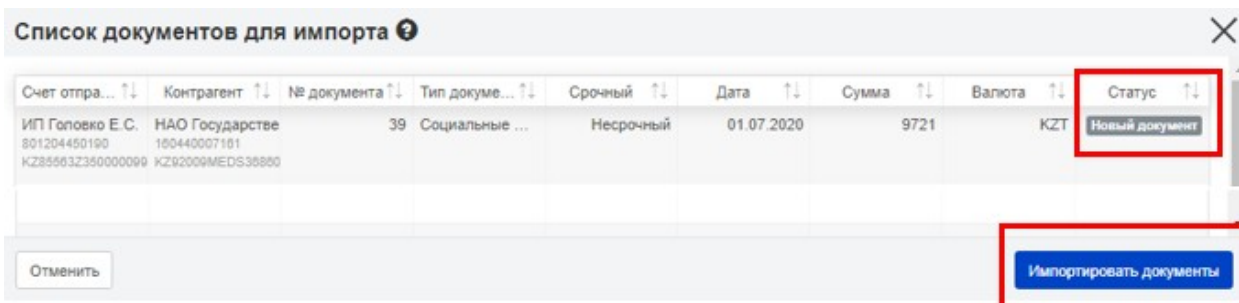 Список документов для импорта ?
Счет отпра... Контрагент № документа Тип докуме... Срочный Дата Сумма Валюта Статус
ИП Головко Е.С. НАО Государстве 39 Социальные ... Несрочный 01.07.2020 9721 KZT Новый документ
801204450190 160440007161
KZ85563Z350000099 KZ92009MEDS36860
Отменить Импортировать документы